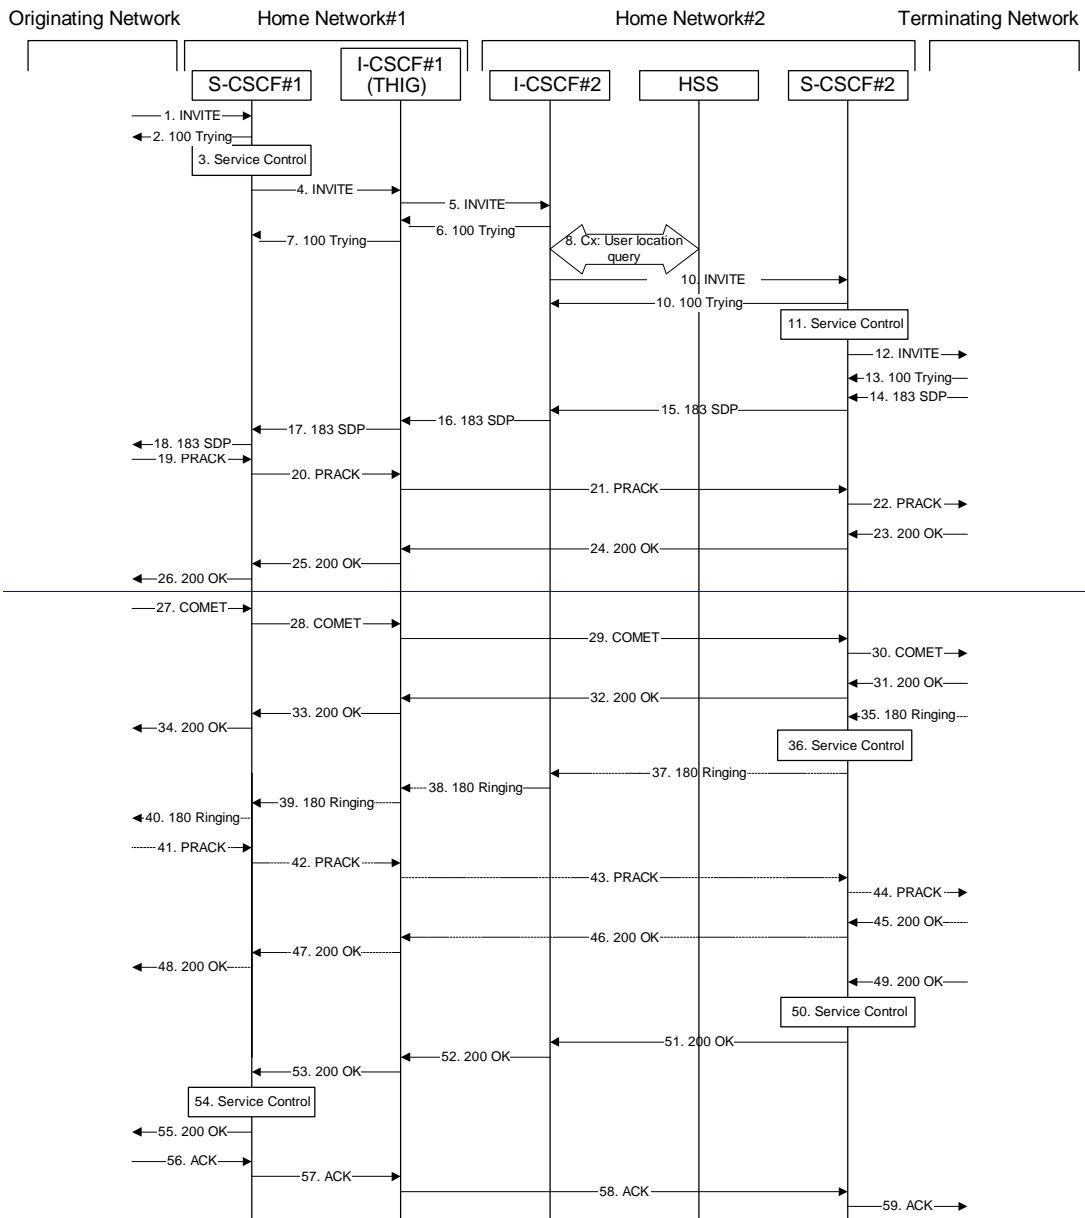 Originating Network
Home Network#1
Home Network#2
Terminating Network
S-CSCF#1
I-CSCF#1
(THIG)
I-CSCF#2
HSS
S-CSCF#2
1. INVITE
2. 100 Trying
3. Service Control
4. INVITE
5. INVITE
6. 100 Trying
7. 100 Trying
8. Cx: User location
query
10. INVITE
10. 100 Trying
11. Service Control
12. INVITE
13. 100 Trying
14. 183 SDP
15. 183 SDP
16. 183 SDP
17. 183 SDP
18. 183 SDP
19. PRACK
20. PRACK
21. PRACK
22. PRACK
23. 200 OK
24. 200 OK
25. 200 OK
26. 200 OK
27. COMET
28. COMET
29. COMET
30. COMET
31. 200 OK
32. 200 OK
33. 200 OK
34. 200 OK
35. 180 Ringing
36. Service Control
37. 180 Ringing
38. 180 Ringing
39. 180 Ringing
40. 180 Ringing
41. PRACK
42. PRACK
43. PRACK
44. PRACK
45. 200 OK
46. 200 OK
47. 200 OK
48. 200 OK
49. 200 OK
50. Service Control
51. 200 OK
52. 200 OK
53. 200 OK
54. Service Control
55. 200 OK
56. ACK
57. ACK
58. ACK
59. ACK